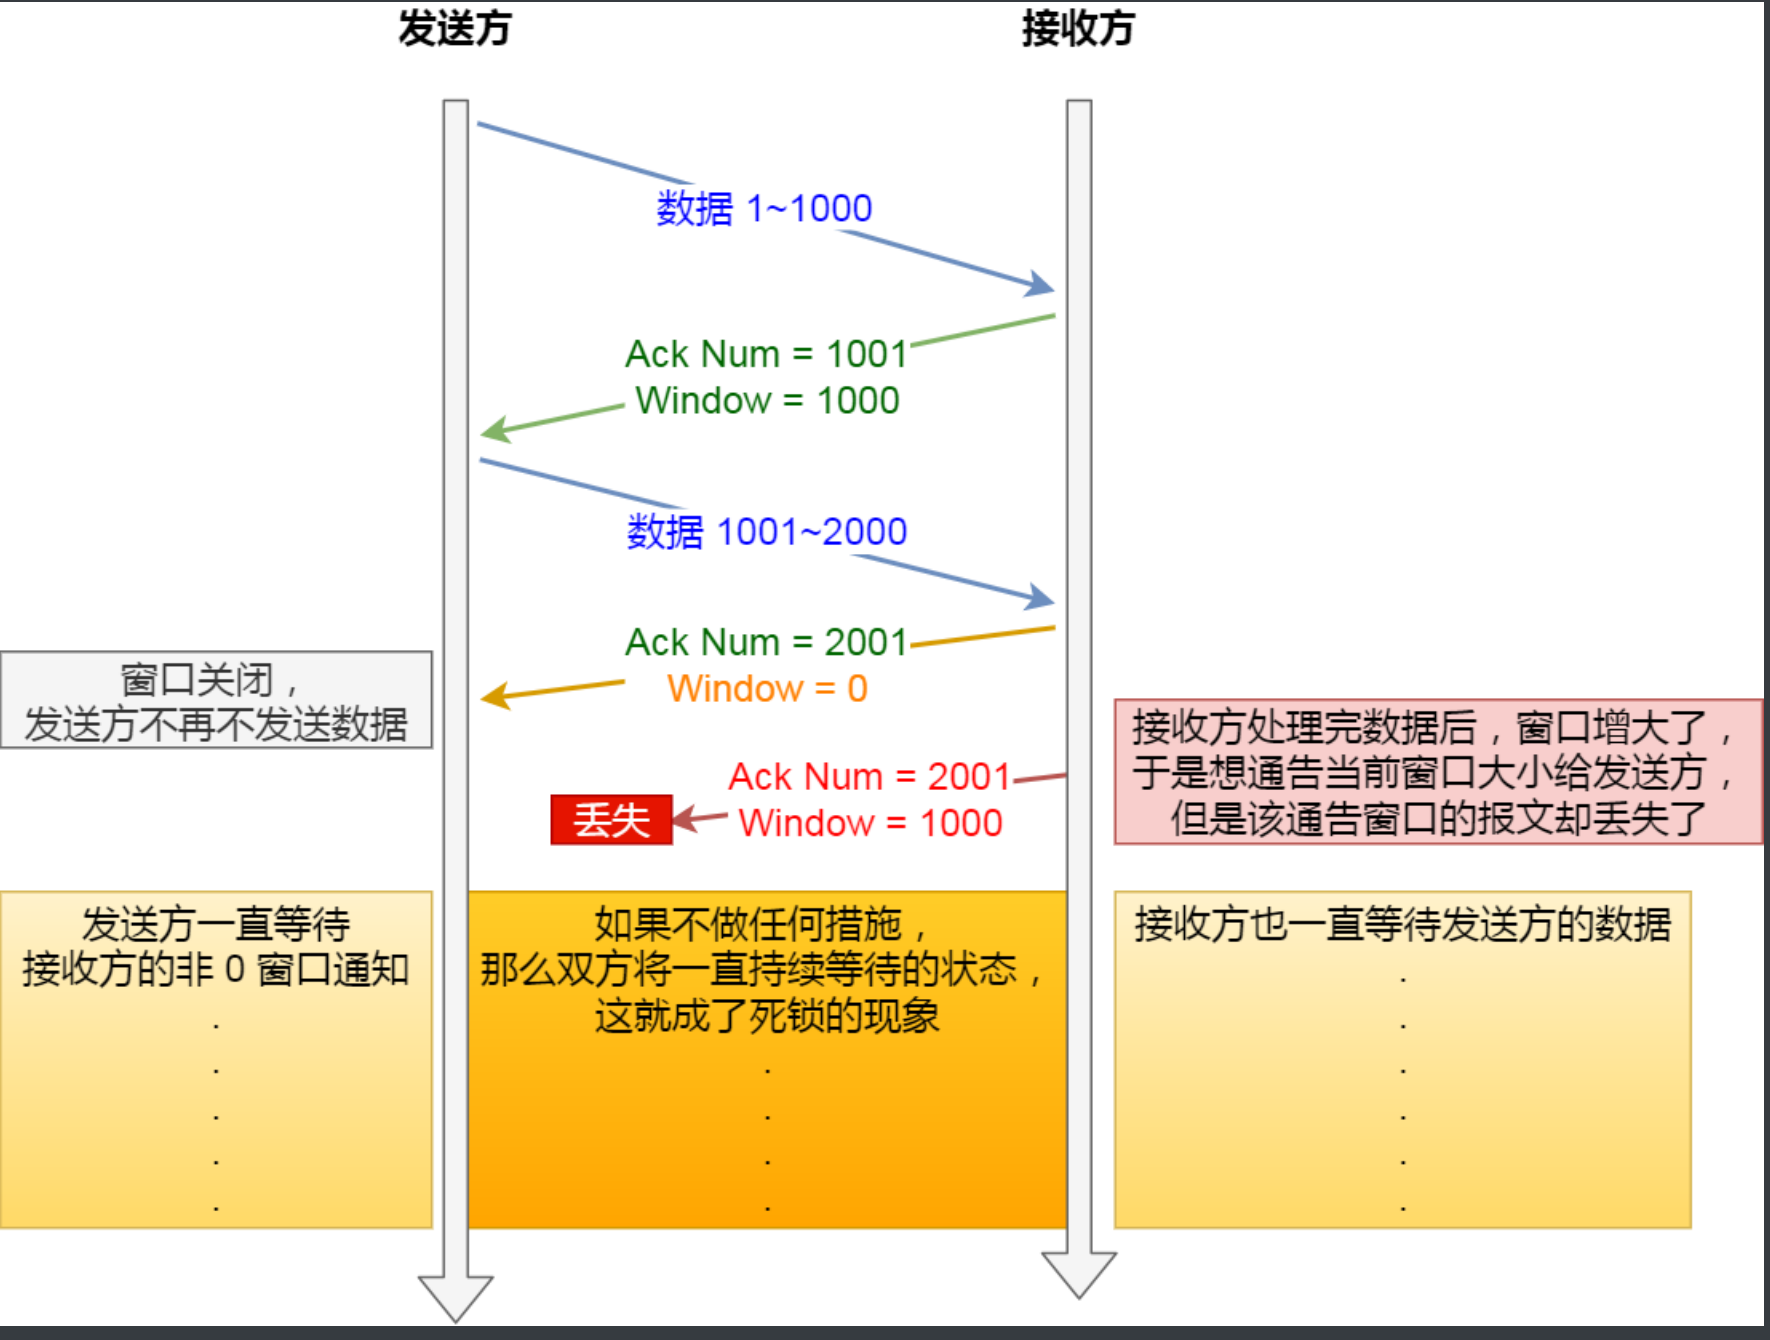 发送方
接收方
数据 1~1000
Ack Num = 1001
Window = 1000
数据 1001~2000
Ack Num = 2001
Window = 0
窗口关闭，
发送方不再不发送数据
接收方处理完数据后，窗口增大了，
于是想通告当前窗口大小给发送方，
但是该通告窗口的报文却丢失了
Ack Num = 2001
Window = 1000
丢失
发送方一直等待
接收方的非 0 窗口通知
.
.
.
.
.
如果不做任何措施，
那么双方将一直持续等待的状态，
这就成了死锁的现象
.
.
.
.
接收方也一直等待发送方的数据
.
.
.
.
.
.